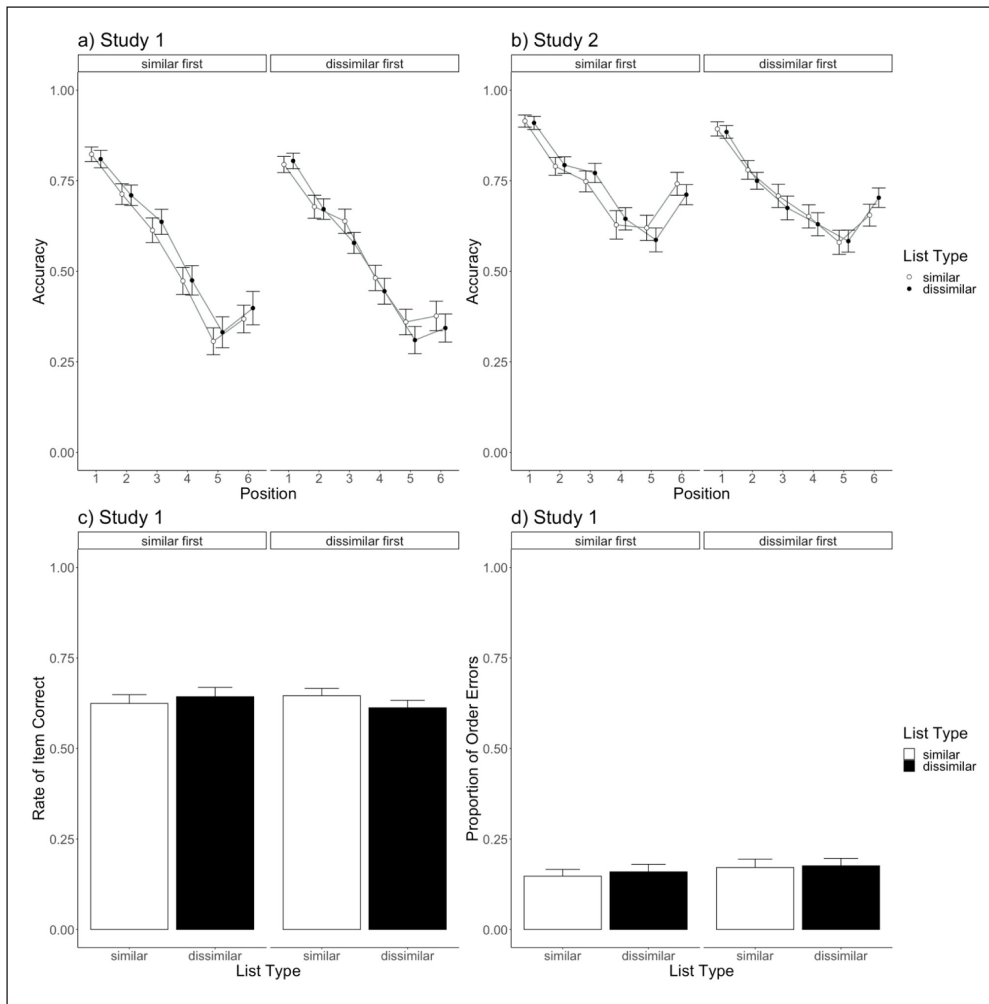 a) Study 1
similar first
dissimilar first
1.00
0.75
0.50
0.25
0.00
Accuracy
1 2 3 4 5 6
1 2 3 4 5 6
Position
b) Study 2
similar first
dissimilar first
1.00
0.75
0.50
0.25
0.00
Accuracy
1 2 3 4 5 6
1 2 3 4 5 6
Position
List Type
similar
dissimilar
c) Study 1
similar first
dissimilar first
1.00
0.75
0.50
0.25
0.00
Rate of Item Correct
similar dissimilar
similar dissimilar
List Type
d) Study 1
similar first
dissimilar first
1.00
0.75
0.50
0.25
0.00
Proportion of Order Errors
similar dissimilar
similar dissimilar
List Type
List Type
similar
dissimilar